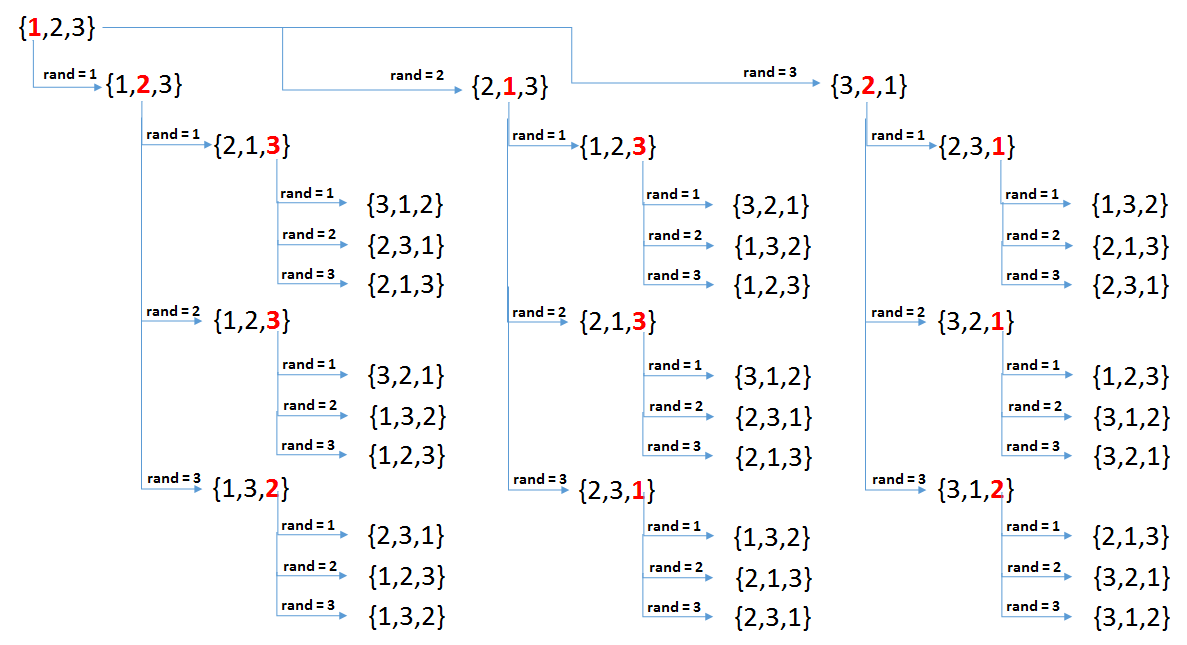 {1,2,3}
rand = 1 {1,2,3} rand = 2 {2,1,3} rand = 3 {3,2,1}
rand = 1 {2,1,3} rand = 1 {1,2,3} rand = 1 {2,3,1}
rand = 1 {3,1,2} rand = 1 {3,2,1} rand = 1 {1,3,2}
rand = 2 {2,3,1} rand = 2 {1,3,2} rand = 2 {2,1,3}
rand = 3 {2,1,3} rand = 3 {1,2,3} rand = 3 {2,3,1}
rand = 2 {1,2,3} rand = 2 {2,1,3} rand = 2 {3,2,1}
rand = 1 {3,2,1} rand = 1 {3,1,2} rand = 1 {1,2,3}
rand = 2 {1,3,2} rand = 2 {2,3,1} rand = 2 {3,1,2}
rand = 3 {1,2,3} rand = 3 {2,1,3} rand = 3 {3,2,1}
rand = 3 {1,3,2} rand = 3 {2,3,1} rand = 3 {3,1,2}
rand = 1 {2,3,1} rand = 1 {1,3,2} rand = 1 {2,1,3}
rand = 2 {1,2,3} rand = 2 {2,1,3} rand = 2 {3,2,1}
rand = 3 {1,3,2} rand = 3 {2,3,1} rand = 3 {3,1,2}